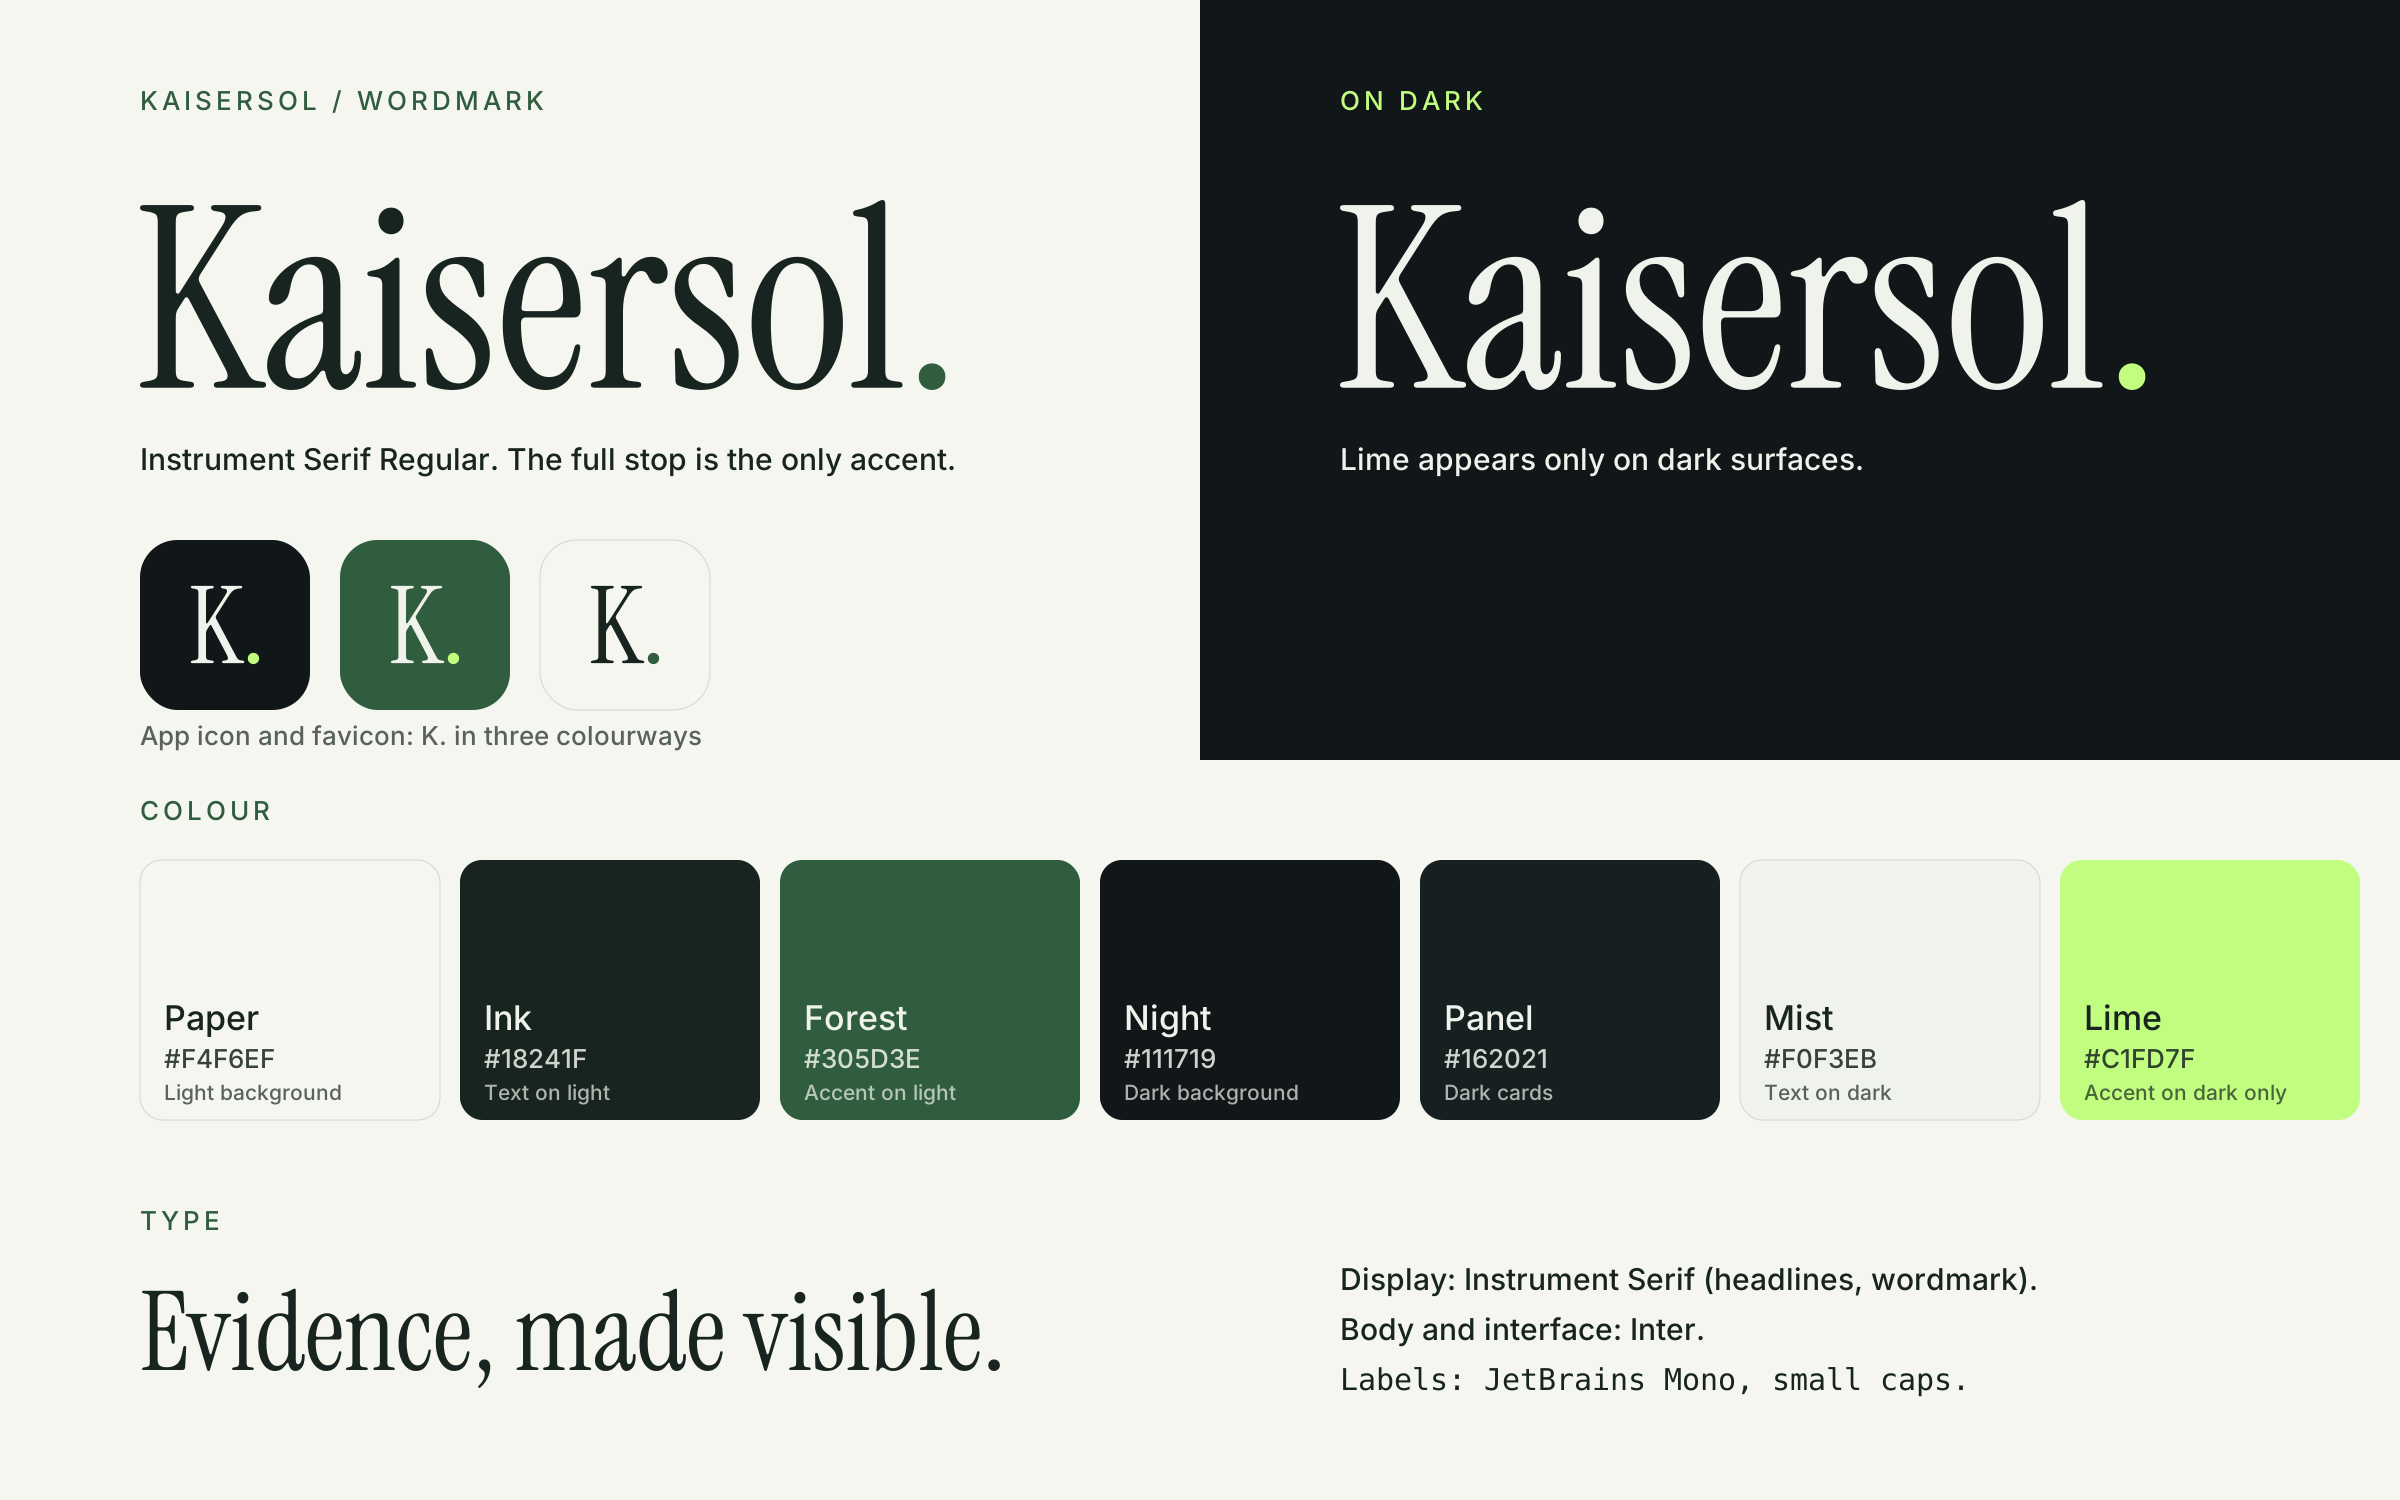 KAISERSOL / WORDMARK
Kaisersol.
Instrument Serif Regular. The full stop is the only accent.
K.
K.
K.
App icon and favicon: K. in three colourways
ON DARK
Kaisersol.
Lime appears only on dark surfaces.
COLOUR
Paper
#F4F6EF
Light background
Ink
#18241F
Text on light
Forest
#305D3E
Accent on light
Night
#111719
Dark background
Panel
#162021
Dark cards
Mist
#F0F3EB
Text on dark
Lime
#C1FD7F
Accent on dark only
TYPE
Evidence, made visible.
Display: Instrument Serif (headlines, wordmark).
Body and interface: Inter.
Labels: JetBrains Mono, small caps.